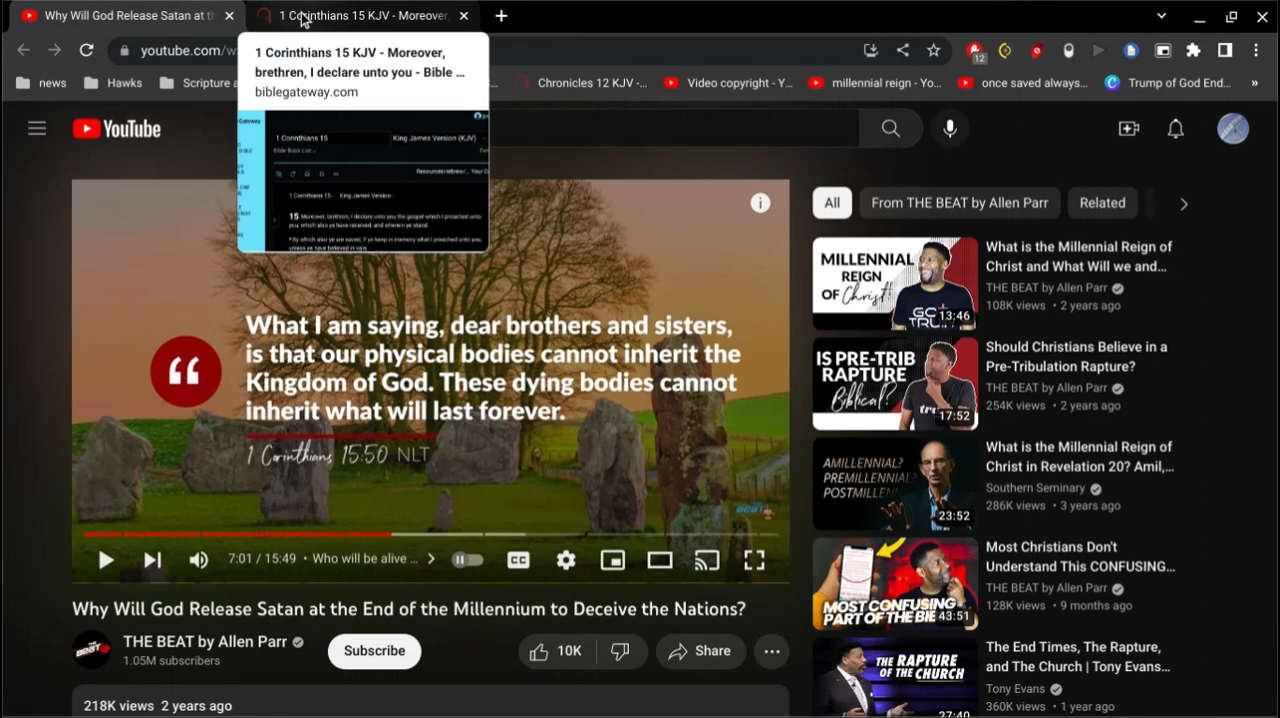 Why Will God Release Satan at th
1 Corinthians 15 KJV - Moreover,
youtube.com/w
12
1 Corinthians 15 KJV - Moreover,
brethren, I declare unto you - Bible ...
biblegateway.com
news
Hawks
Scripture a
Chronicles 12 KJV -...
Video copyright - Y...
millennial reign - Yo...
once saved always...
Trump of God End...
»
YouTube
Gateway
1 Corinthians 15
King James Version (KJV)
Bible Book List
1 Corinthians 15
King James Version
15 Moreover, brethren, I declare unto you the gospel which I preached unto
you, which also ye have received, and wherein ye stand;
² By which also ye are saved, if ye keep in memory what I preached unto you,
unless ye have believed in vain.
What I am saying, dear brothers and sisters,
is that our physical bodies cannot inherit the
Kingdom of God. These dying bodies cannot
inherit what will last forever.
1 Corinthians 15:50 NLT
BEAT
7:01 / 15:49 • Who will be alive ...
CC
Why Will God Release Satan at the End of the Millennium to Deceive the Nations?
THE BEAT by Allen Parr
1.05M subscribers
Subscribe
10K
Share
218K views 2 years ago
All
From THE BEAT by Allen Parr
Related
MILLENNIAL
REIGN
OF Christ
13:46
What is the Millennial Reign of
Christ and What Will we and...
THE BEAT by Allen Parr
108K views • 2 years ago
IS PRE-TRIB
RAPTURE
Biblical?
17:52
Should Christians Believe in a
Pre-Tribulation Rapture?
THE BEAT by Allen Parr
254K views • 2 years ago
AMILLENNIAL?
PREMILLENNIAL
POSTMILLEN
23:52
What is the Millennial Reign of
Christ in Revelation 20? Amil,...
Southern Seminary
286K views • 3 years ago
MOST CONFUSING
PART OF THE BIB
43:51
Most Christians Don't
Understand This CONFUSING...
THE BEAT by Allen Parr
128K views • 9 months ago
THE RAPTURE
OF THE CHURCH
27:40
The End Times, The Rapture,
and The Church | Tony Evans...
Tony Evans
360K views • 1 year ago